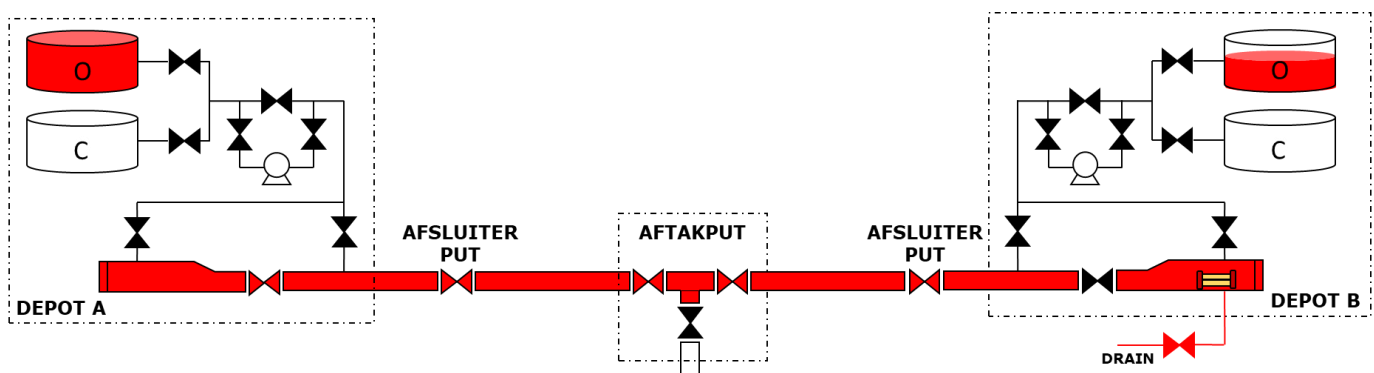 O
C
DEPOT A
AFSLUITER
PUT
AFTAKPUT
AFSLUITER
PUT
O
C
DEPOT B
DRAIN